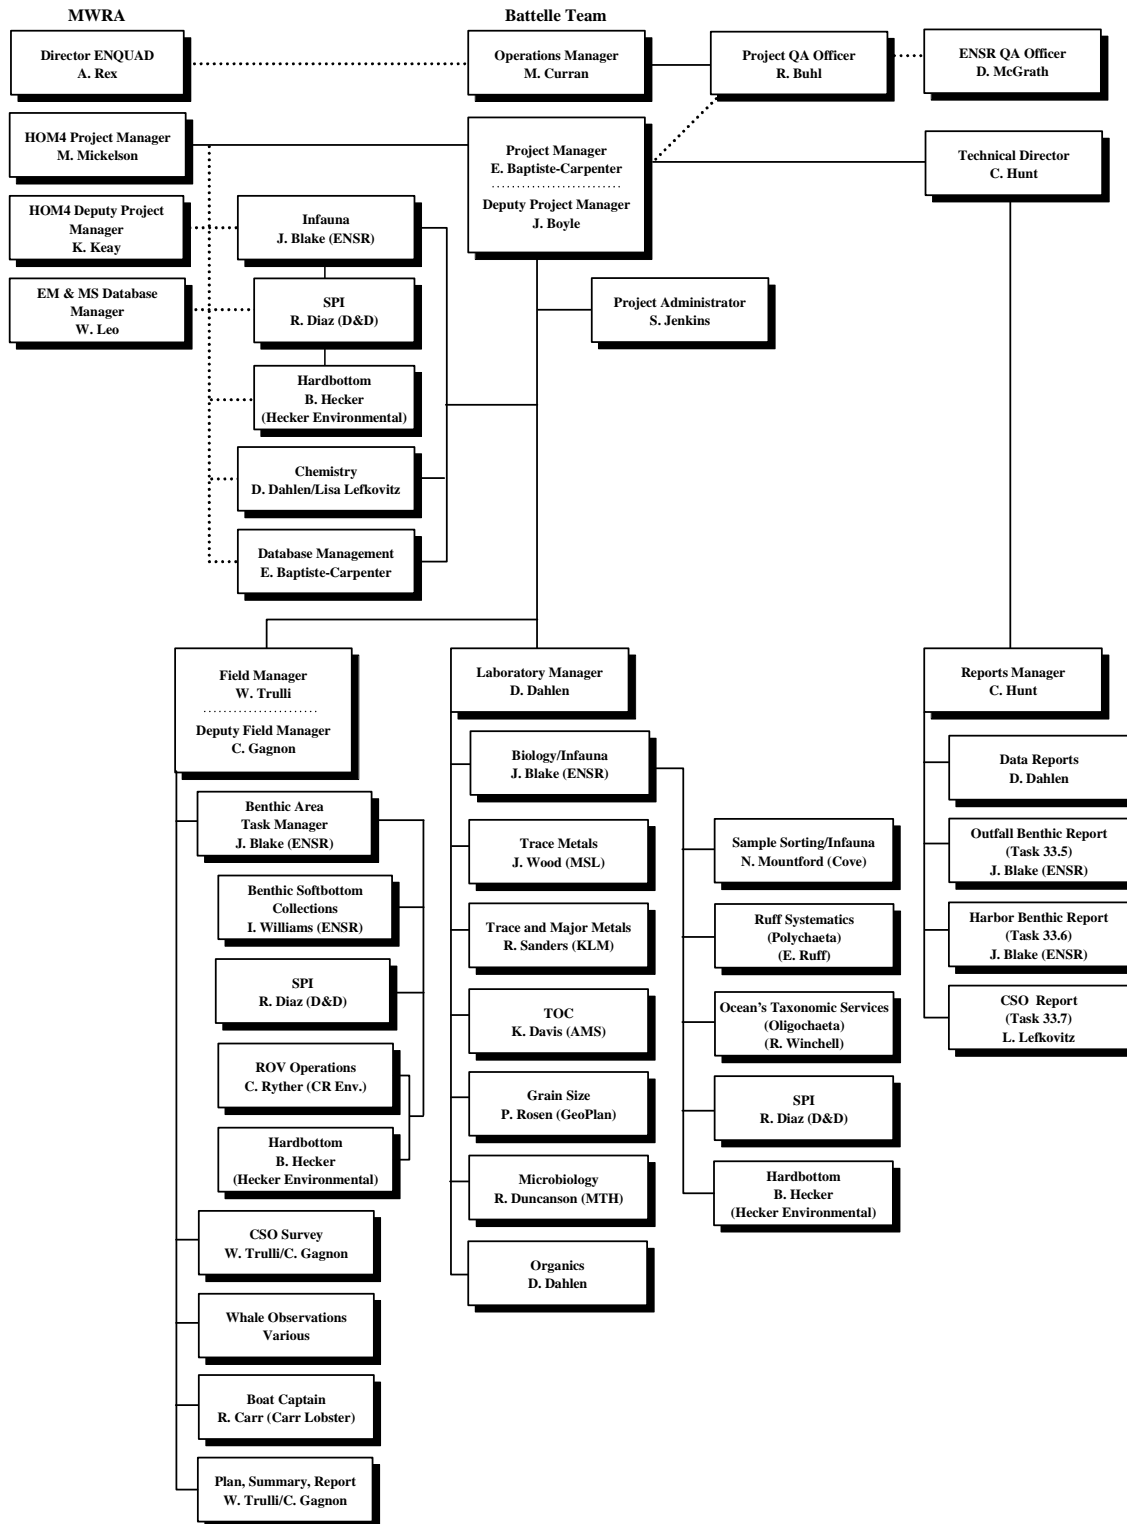 MWRA
Battelle Team
Director ENQUAD
A. Rex
Operations Manager
M. Curran
Project QA Officer
R. Buhl
ENSR QA Officer
D. McGrath
HOM4 Project Manager
M. Mickelson
Project Manager
E. Baptiste-Carpenter
Deputy Project Manager
J. Boyle
Technical Director
C. Hunt
HOM4 Deputy Project
Manager
K. Keay
Infauna
J. Blake (ENSR)
EM & MS Database
Manager
W. Leo
SPI
R. Diaz (D&D)
Project Administrator
S. Jenkins
Hardbottom
B. Hecker
(Hecker Environmental)
Chemistry
D. Dahlen/Lisa Lefkovitz
Database Management
E. Baptiste-Carpenter
Field Manager
W. Trulli
Deputy Field Manager
C. Gagnon
Benthic Area
Task Manager
J. Blake (ENSR)
Benthic Softbottom
Collections
I. Williams (ENSR)
SPI
R. Diaz (D&D)
ROV Operations
C. Ryther (CR Env.)
Hardbottom
B. Hecker
(Hecker Environmental)
CSO Survey
W. Trulli/C. Gagnon
Whale Observations
Various
Boat Captain
R. Carr (Carr Lobster)
Plan, Summary, Report
W. Trulli/C. Gagnon
Laboratory Manager
D. Dahlen
Biology/Infauna
J. Blake (ENSR)
Trace Metals
J. Wood (MSL)
Trace and Major Metals
R. Sanders (KLM)
TOC
K. Davis (AMS)
Grain Size
P. Rosen (GeoPlan)
Microbiology
R. Duncanson (MTH)
Organics
D. Dahlen
Sample Sorting/Infauna
N. Mountford (Cove)
Ruff Systematics
(Polychaeta)
(E. Ruff)
Ocean's Taxonomic Services
(Oligochaeta)
(R. Winchell)
SPI
R. Diaz (D&D)
Hardbottom
B. Hecker
(Hecker Environmental)
Reports Manager
C. Hunt
Data Reports
D. Dahlen
Outfall Benthic Report
(Task 33.5)
J. Blake (ENSR)
Harbor Benthic Report
(Task 33.6)
J. Blake (ENSR)
CSO Report
(Task 33.7)
L. Lefkovitz